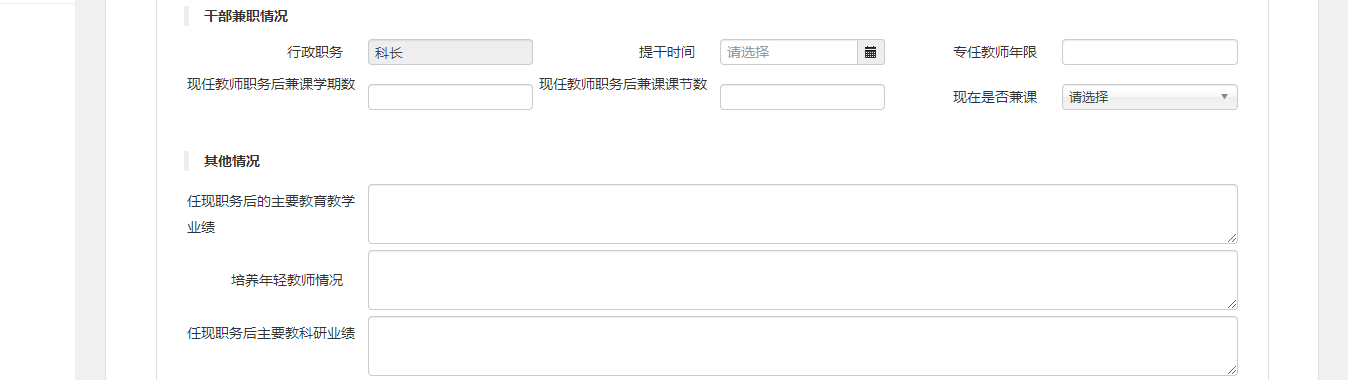 干部兼职情况
行政职务 科长 提干时间 请选择 专任教师年限
现任教师职务后兼课学期数 现任教师职务后兼课课节数 现在是否兼课 请选择
其他情况
任现职务后的主要教育教学
业绩
培养年轻教师情况
任现职务后主要教科研业绩